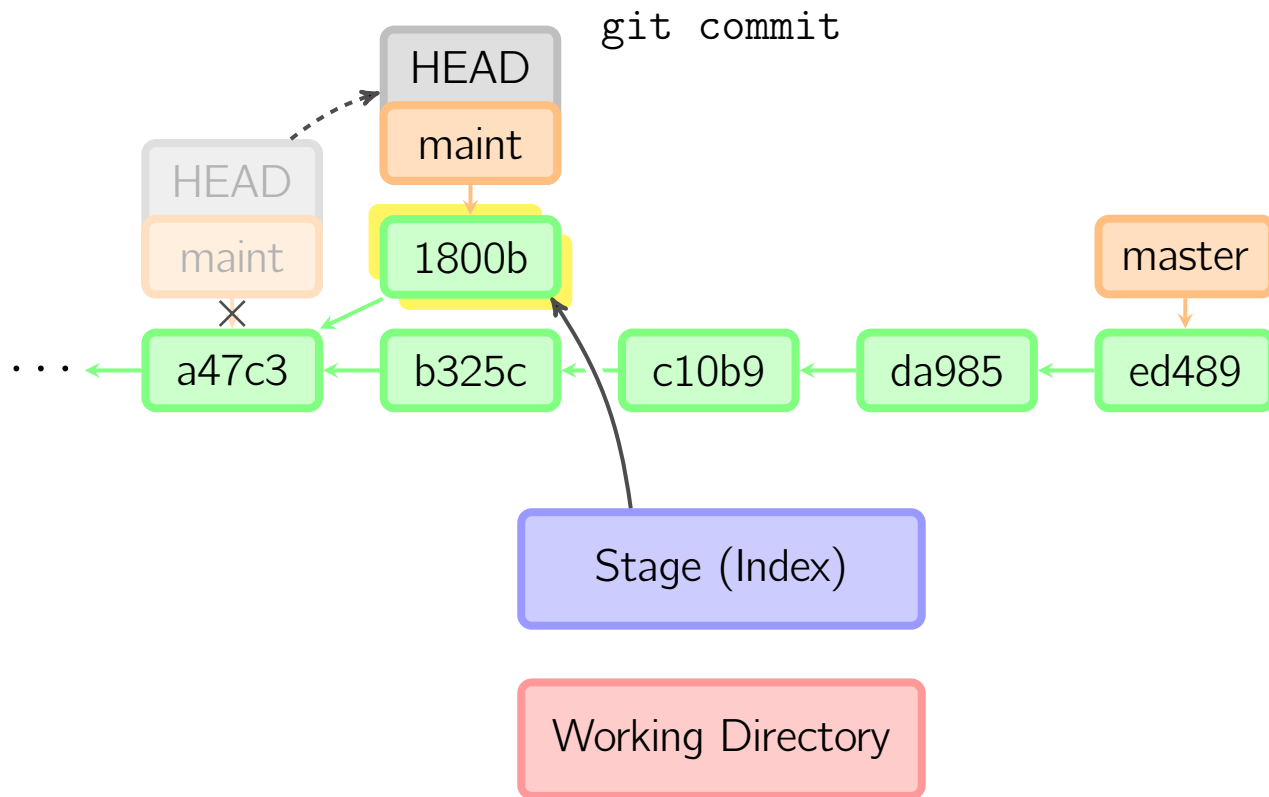 git commit
HEAD
maint
HEAD
maint
1800b
master
... a47c3 b325c c10b9 da985 ed489
Stage (Index)
Working Directory